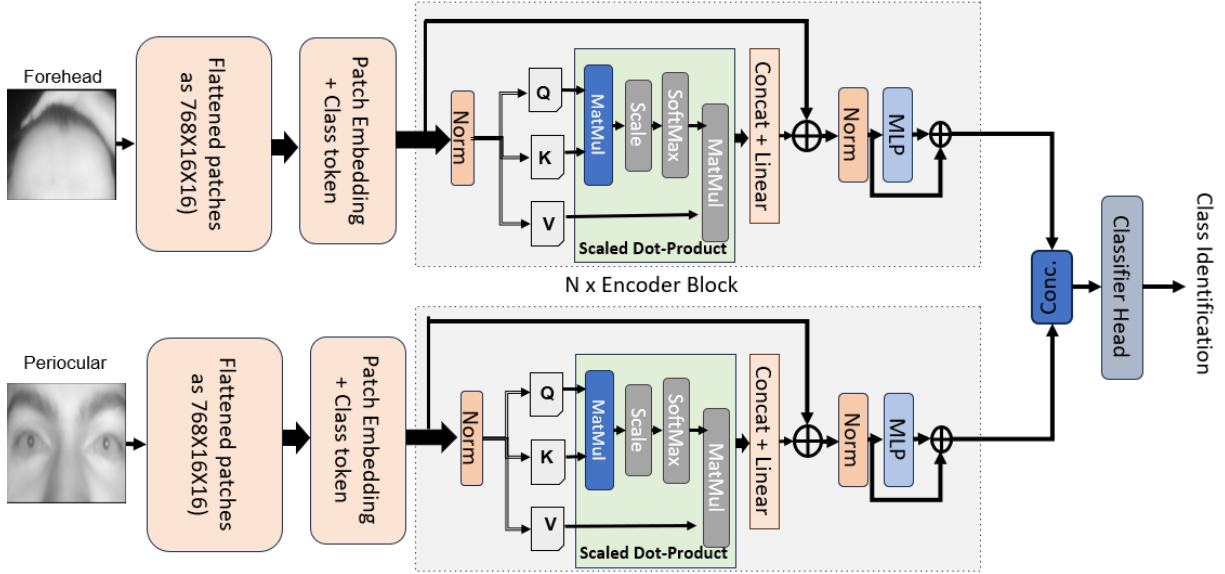 Forehead
Flattened patches
as 768X16X16)
Patch Embedding
+ Class token
Norm
Q
K
V
MatMul
Scale
SoftMax
MatMul
Scaled Dot-Product
Concat + Linear
Norm
MLP
N x Encoder Block
Periocular
Flattened patches
as 768X16X16)
Patch Embedding
+ Class token
Norm
Q
K
V
MatMul
Scale
SoftMax
MatMul
Scaled Dot-Product
Concat + Linear
Norm
MLP
Conc.
Classifier Head
Class Identification